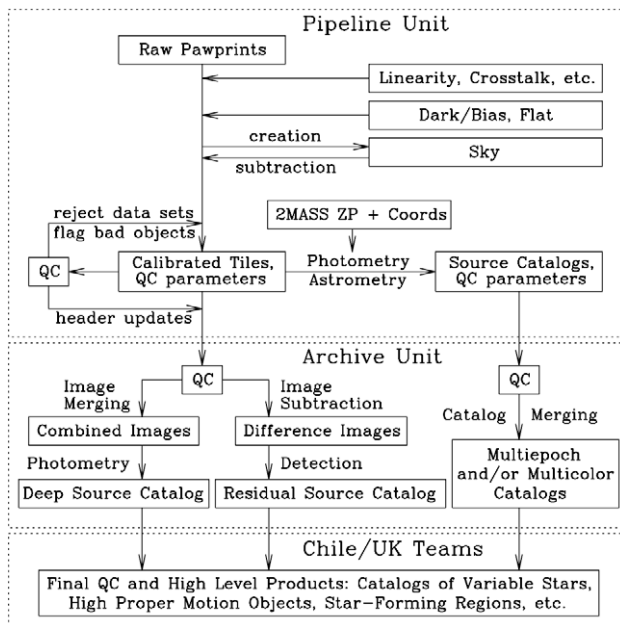 Pipeline Unit
Raw Pawprints
Linearity, Crosstalk, etc.
Dark/Bias, Flat
creation
Sky
subtraction
reject data sets
flag bad objects
2MASS ZP + Coords
QC
Calibrated Tiles,
QC parameters
Photometry
Astrometry
Source Catalogs,
QC parameters
header updates
Archive Unit
QC
QC
Image
Merging
Image
Subtraction
Catalog
Merging
Combined Images
Difference Images
Multiepoch
and/or Multicolor
Catalogs
Photometry
Detection
Deep Source Catalog
Residual Source Catalog
Chile/UK Teams
Final QC and High Level Products: Catalogs of Variable Stars,
High Proper Motion Objects, Star-Forming Regions, etc.